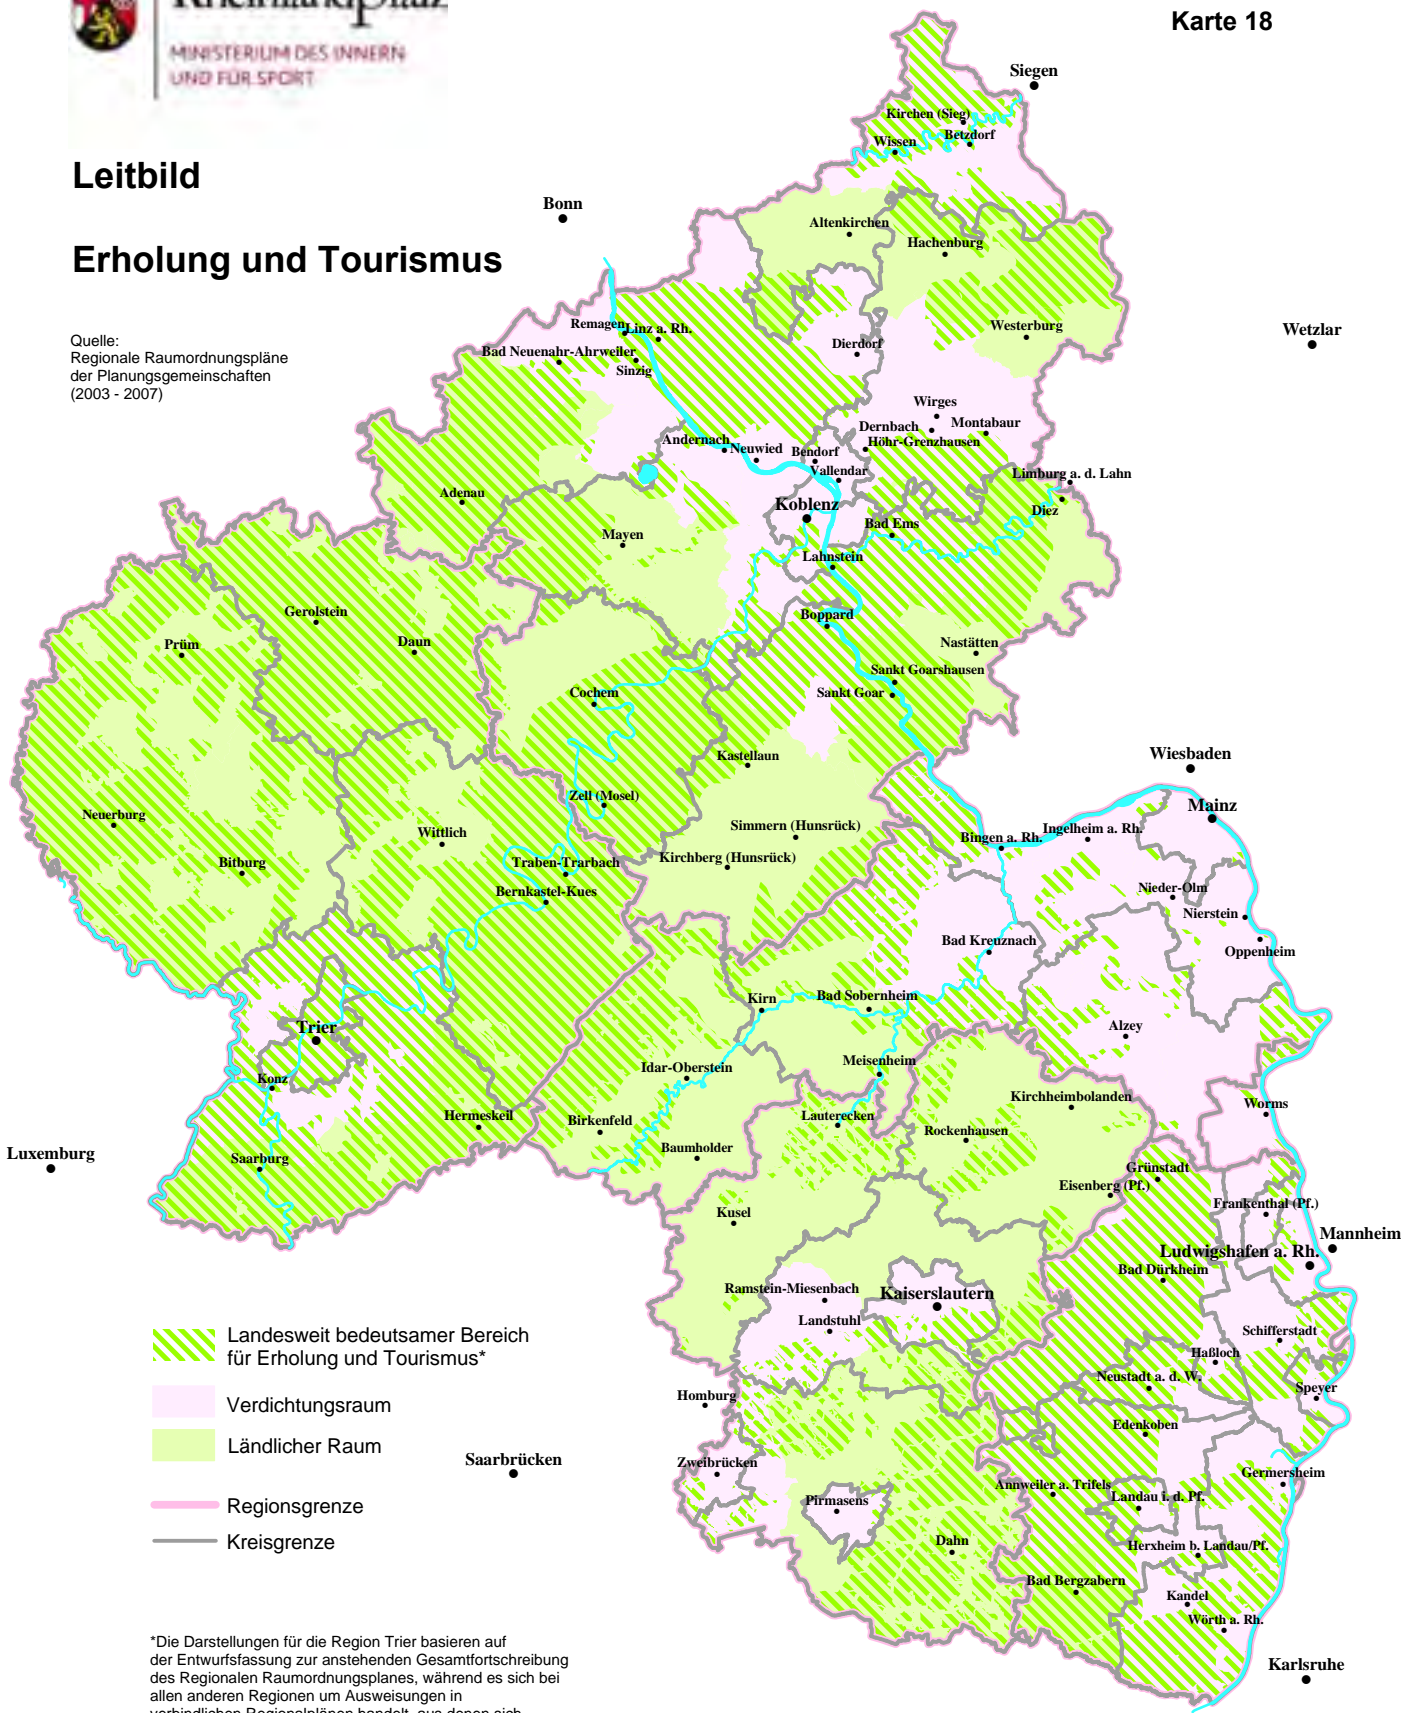 Rheinlandpfalz
MINISTERIUM DES INNERN
UND FÜR SPORT
Karte 18
Leitbild
Erholung und Tourismus
Quelle:
Regionale Raumordnungspläne
der Planungsgemeinschaften
(2003 - 2007)
Siegen
Kirchen (Sieg)
Wissen
Betzdorf
Bonn
Altenkirchen
Hachenburg
Remagen
Linz a. Rh.
Westerburg
Wetzlar
Dierdorf
Bad Neuenahr-Ahrweiler
Sinzig
Wirges
Dernbach
Montabaur
Höhr-Grenzhausen
Andernach
Neuwied
Bendorf
Vallendar
Limburg a. d. Lahn
Diez
Adenau
Koblenz
Bad Ems
Mayen
Lahnstein
Gerolstein
Boppard
Prüm
Daun
Nastätten
Sankt Goarshausen
Sankt Goar
Cochem
Kastellaun
Wiesbaden
Zell (Mosel)
Mainz
Neuerburg
Wittlich
Simmern (Hunsrück)
Bingen a. Rh.
Ingelheim a. Rh.
Bitburg
Traben-Trarbach
Kirchberg (Hunsrück)
Bernkastel-Kues
Nieder-Olm
Nierstein
Oppenheim
Bad Kreuznach
Kirn
Bad Sobernheim
Trier
Alzey
Konz
Idar-Oberstein
Meisenheim
Hermeskeil
Birkenfeld
Lauterecken
Kirchheimbolanden
Worms
Baumholder
Rockenhausen
Luxemburg
Saarburg
Grünstadt
Eisenberg (Pf.)
Frankenthal (Pf.)
Kusel
Mannheim
Ludwigshafen a. Rh.
Bad Dürkheim
Ramstein-Miesenbach
Kaiserslautern
Landstuhl
Schifferstadt
Haßloch
Neustadt a. d. W.
Speyer
Homburg
Edenkoben
Zweibrücken
Germersheim
Annweiler a. Trifels
Landau i. d. Pf.
Pirmasens
Dahn
Herxheim b. Landau/Pf.
Bad Bergzabern
Kandel
Wörth a. Rh.
Karlsruhe
Saarbrücken
Landesweit bedeutsamer Bereich
für Erholung und Tourismus*
Verdichtungsraum
Ländlicher Raum
Regionsgrenze
Kreisgrenze
*Die Darstellungen für die Region Trier basieren auf
der Entwurfsfassung zur anstehenden Gesamtfortschreibung
des Regionalen Raumordnungsplanes, während es sich bei
allen anderen Regionen um Ausweisungen in
verbindlichen Regionalplänen handelt, aus denen sich